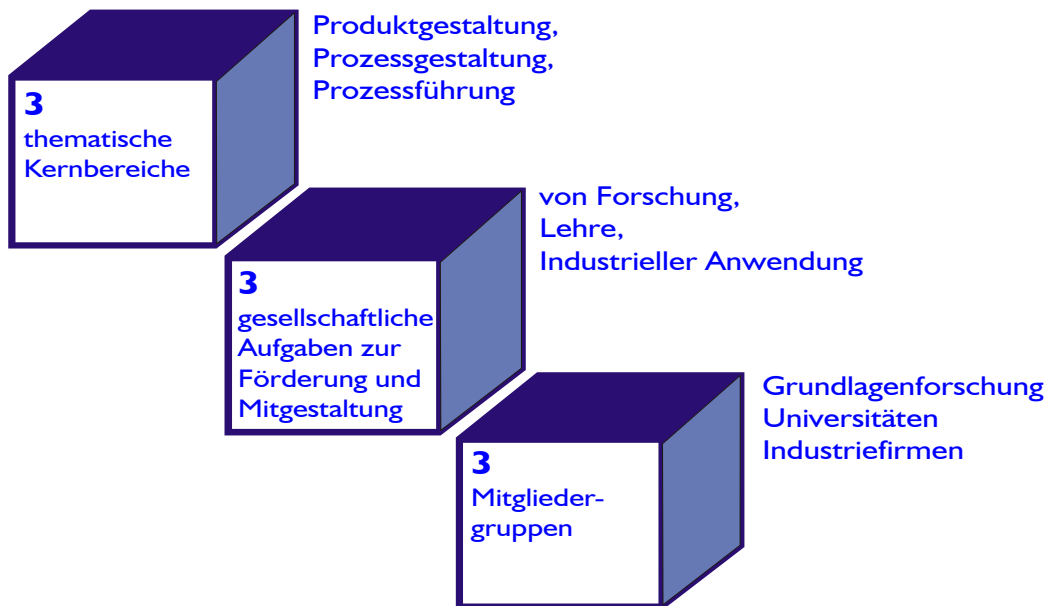 Produktgestaltung,
Prozessgestaltung,
Prozessführung
3
thematische
Kernbereiche
von Forschung,
Lehre,
Industrieller Anwendung
3
gesellschaftliche
Aufgaben zur
Förderung und
Mitgestaltung
Grundlagenforschung
Universitäten
Industriefirmen
3
Mitglieder-
gruppen